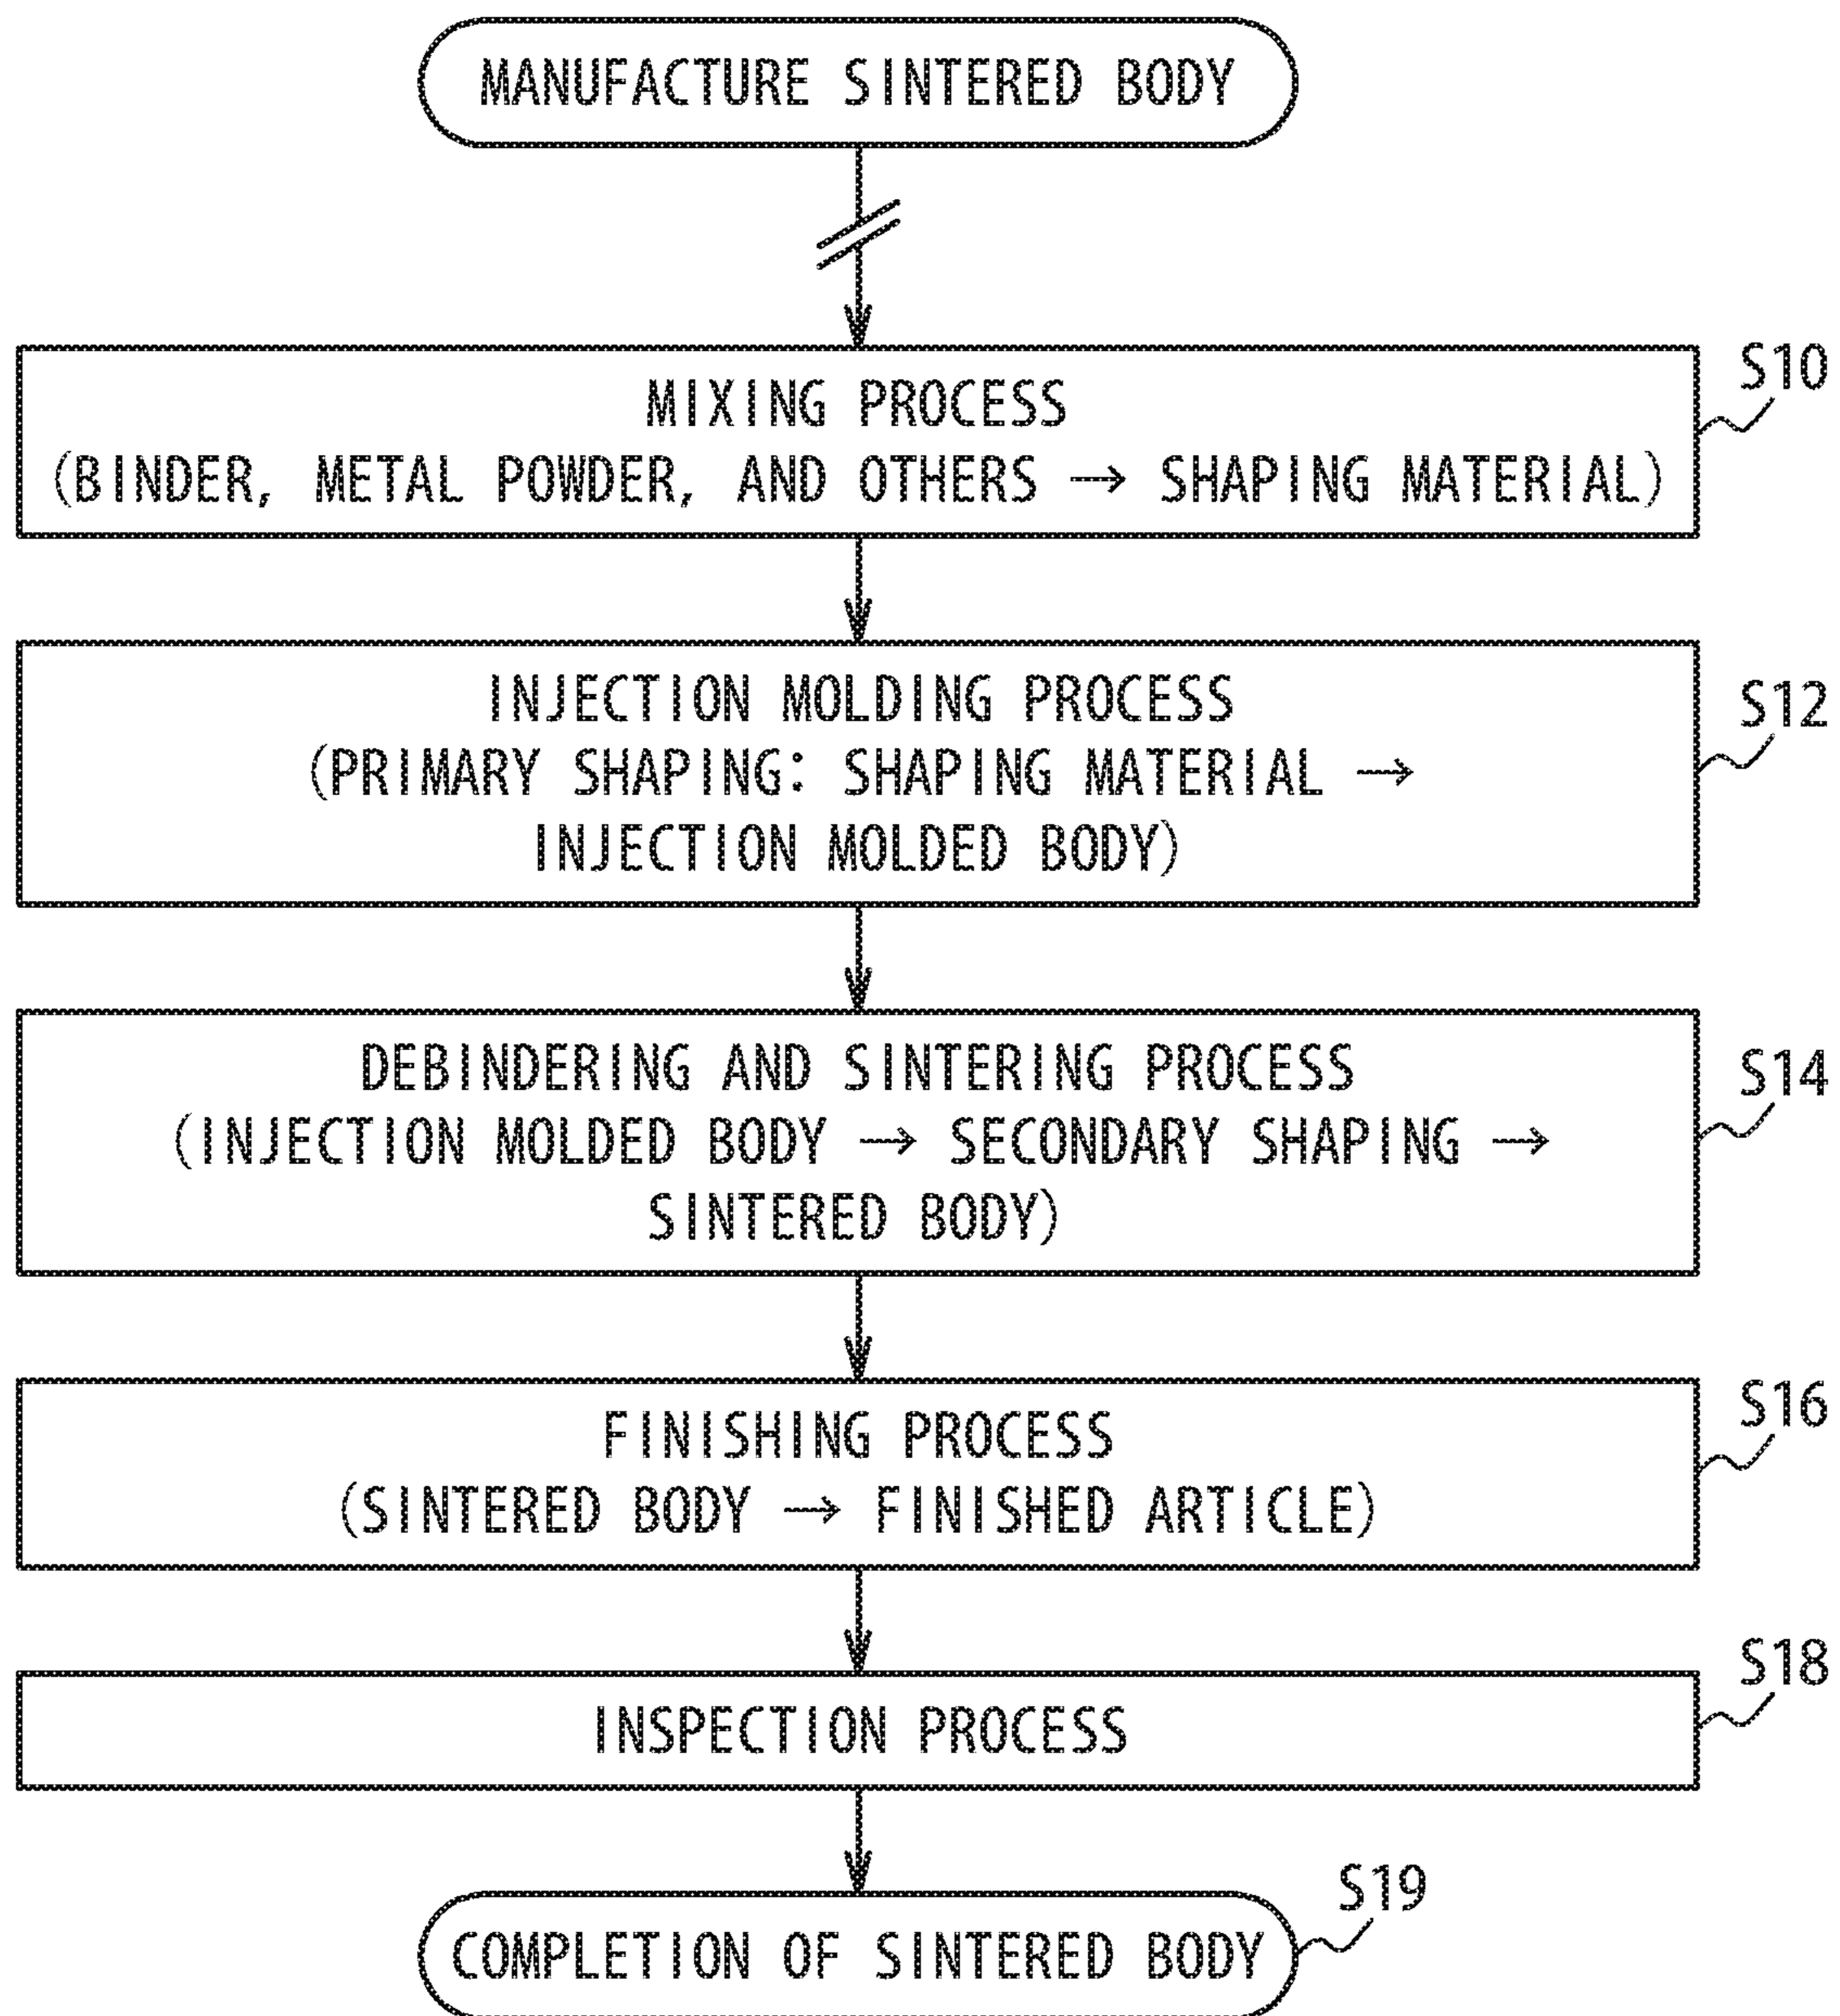 MANUFACTURE SINTERED BODY
S10
MIXING PROCESS
(BINDER, METAL POWDER, AND OTHERS → SHAPING MATERIAL)
S12
INJECTION MOLDING PROCESS
(PRIMARY SHAPING: SHAPING MATERIAL →
INJECTION MOLDED BODY)
S14
DEBINDERING AND SINTERING PROCESS
(INJECTION MOLDED BODY → SECONDARY SHAPING →
SINTERED BODY)
S16
FINISHING PROCESS
(SINTERED BODY → FINISHED ARTICLE)
S18
INSPECTION PROCESS
S19
COMPLETION OF SINTERED BODY